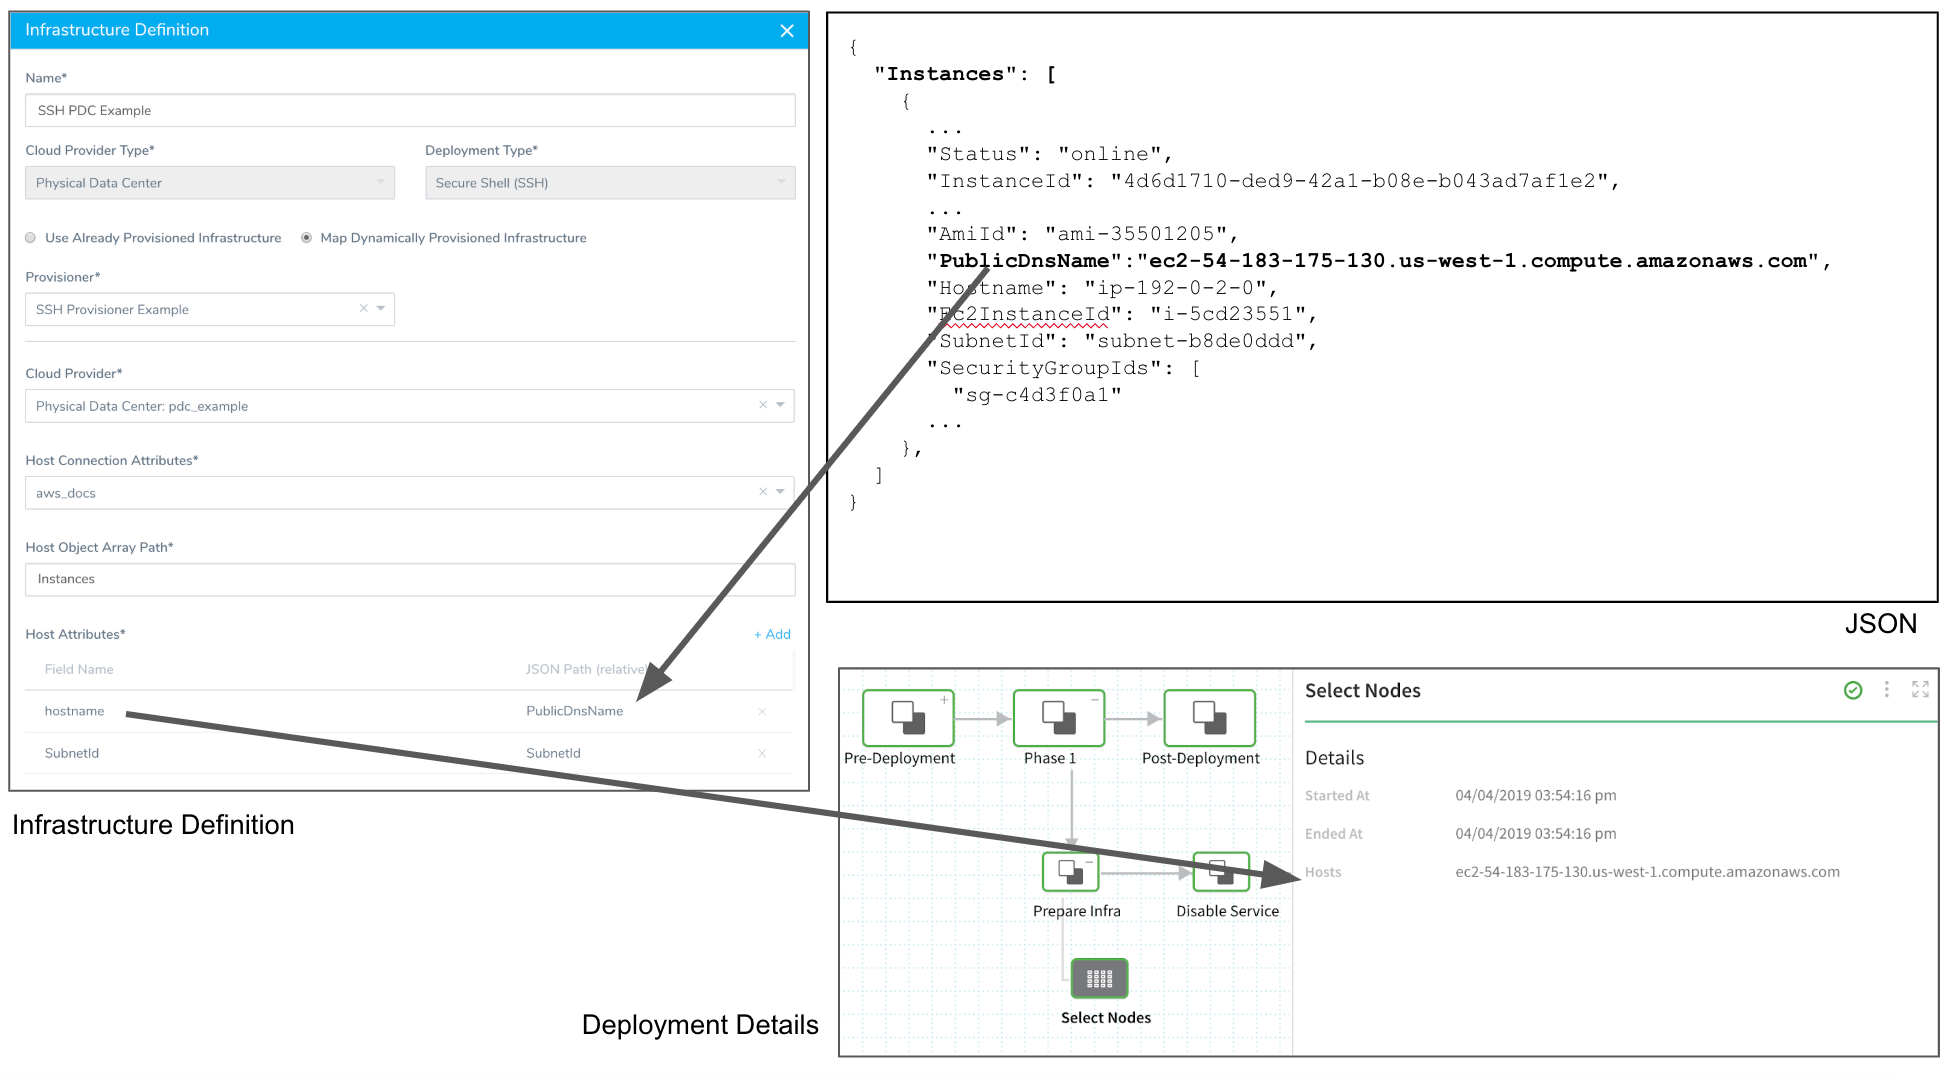 Infrastructure Definition
Name*
SSH PDC Example
Cloud Provider Type*
Deployment Type*
Physical Data Center
Secure Shell (SSH)
Use Already Provisioned Infrastructure
Map Dynamically Provisioned Infrastructure
Provisioner*
SSH Provisioner Example
Cloud Provider*
Physical Data Center: pdc_example
Host Connection Attributes*
aws_docs
Host Object Array Path*
Instances
Host Attributes*
+ Add
Field Name
JSON Path (relative)
hostname
PublicDnsName
SubnetId
SubnetId
Infrastructure Definition
{
"Instances": [
{
...
"Status": "online",
"InstanceId": "4d6d1710-ded9-42a1-b08e-b043ad7af1e2",
...
"AmiId": "ami-35501205",
"PublicDnsName":"ec2-54-183-175-130.us-west-1.compute.amazonaws.com",
"Hostname": "ip-192-0-2-0",
"Ec2InstanceId": "i-5cd23551",
"SubnetId": "subnet-b8de0ddd",
"SecurityGroupIds": [
"sg-c4d3f0a1"
...
},
]
}
JSON
Pre-Deployment
Phase 1
Post-Deployment
Prepare Infra
Disable Service
Select Nodes
Select Nodes
Details
Started At
04/04/2019 03:54:16 pm
Ended At
04/04/2019 03:54:16 pm
Hosts
ec2-54-183-175-130.us-west-1.compute.amazonaws.com
Deployment Details